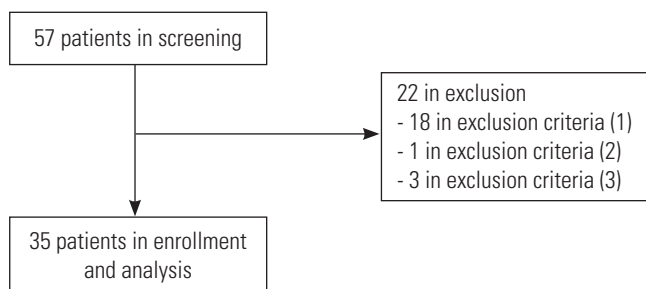 57 patients in screening
22 in exclusion
- 18 in exclusion criteria (1)
- 1 in exclusion criteria (2)
- 3 in exclusion criteria (3)
35 patients in enrollment
and analysis